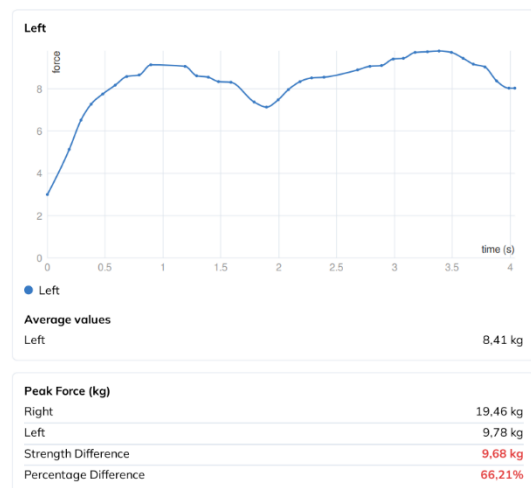 Left
force
8
6
4
2
0
time (s)
0 0.5 1 1.5 2 2.5 3 3.5 4
Left
Average values
Left 8,41 kg
Peak Force (kg)
Right 19,46 kg
Left 9,78 kg
Strength Difference 9,68 kg
Percentage Difference 66,21%